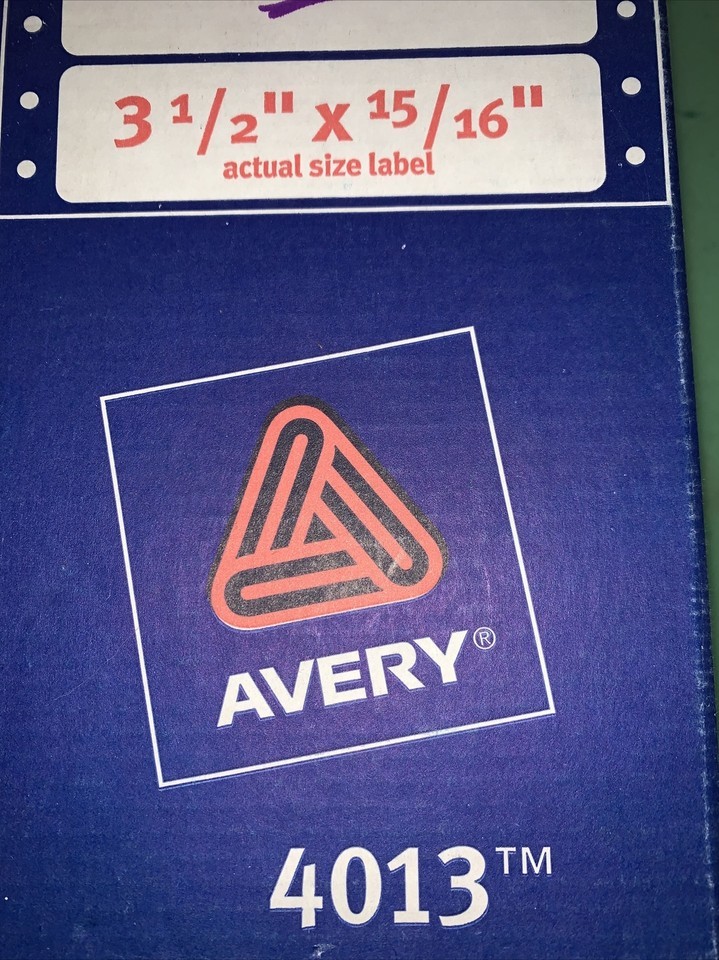 3 1/2" x 15/16"
actual size label
AVERY®
4013™